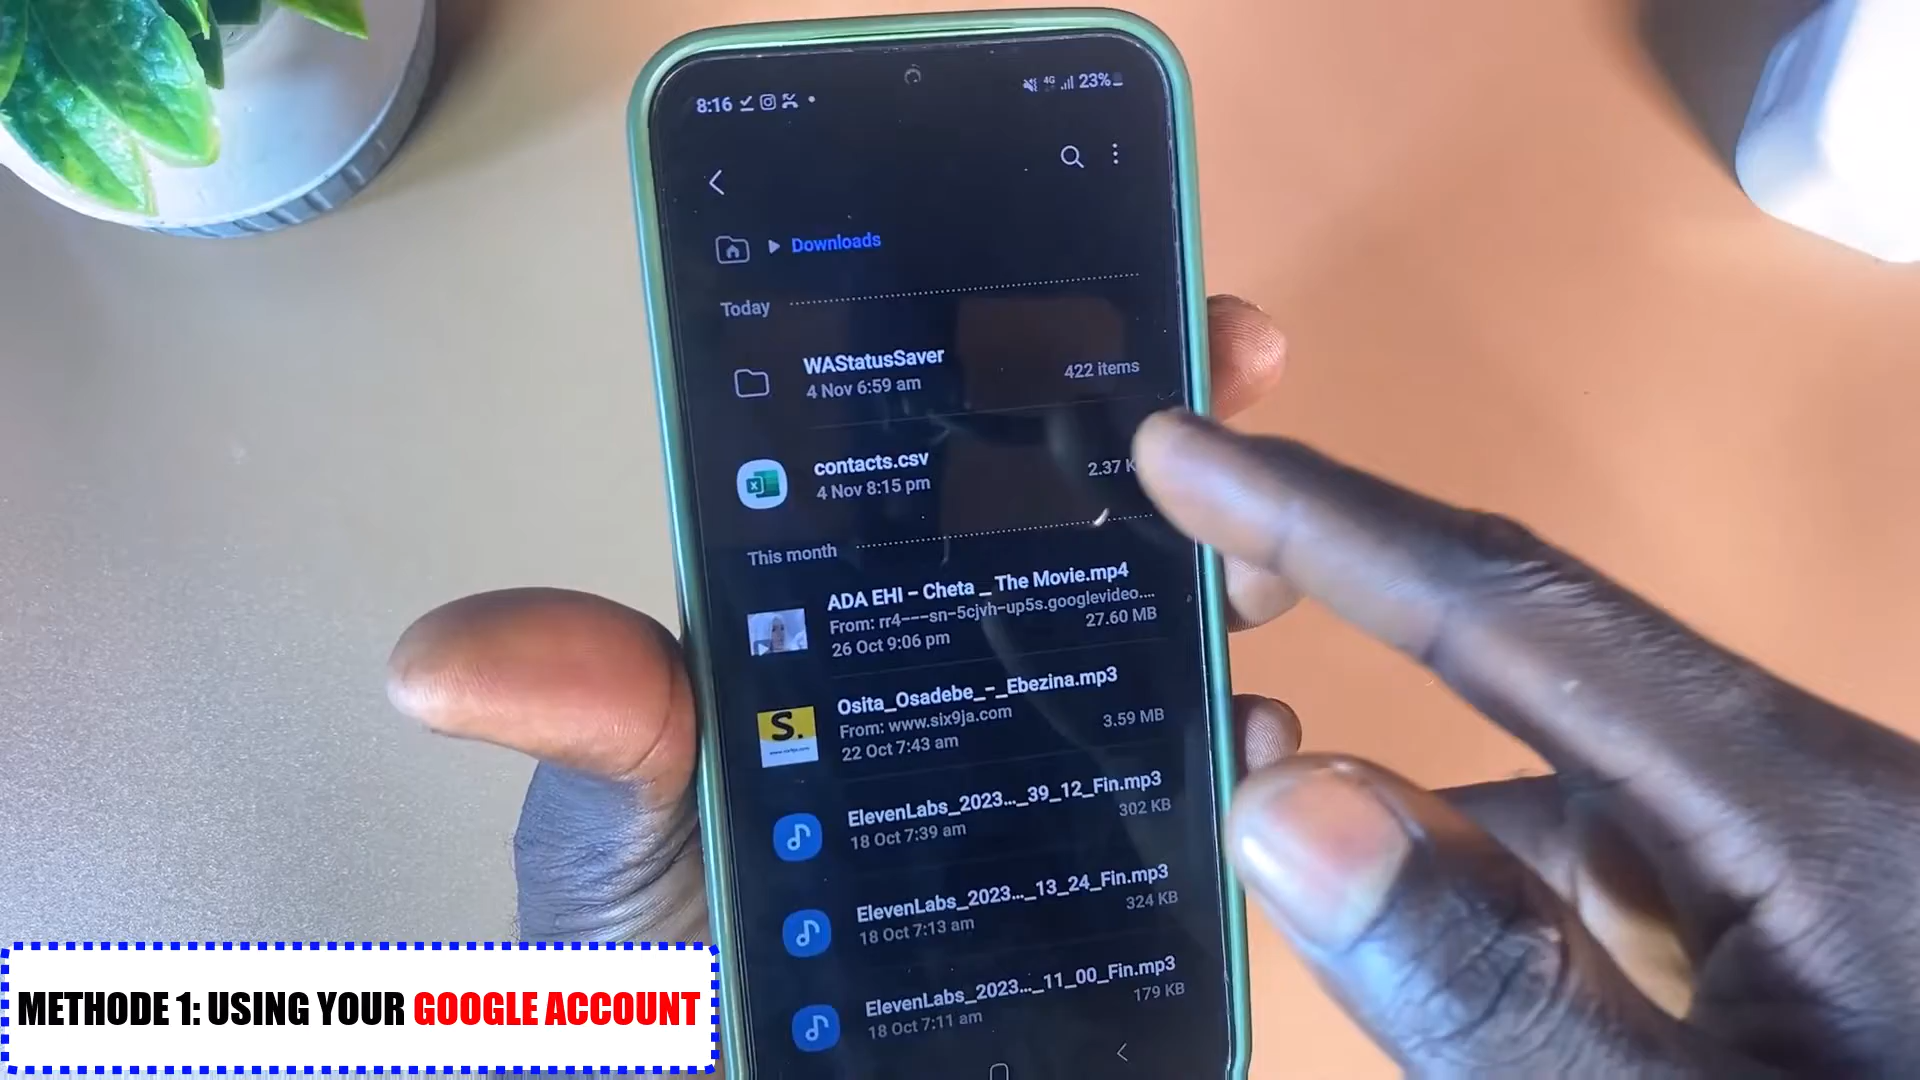 8:16
4G
23%
Downloads
Today
WAStatusSaver
4 Nov 6:59 am
422 items
contacts.csv
4 Nov 8:15 pm
2.37 K
This month
ADA EHI - Cheta _ The Movie.mp4
From: rr4---sn-5cjvh-up5s.googlevideo....
26 Oct 9:06 pm
27.60 MB
S.
Osita_Osadebe_-_Ebezina.mp3
From: www.six9ja.com
22 Oct 7:43 am
3.59 MB
ElevenLabs_2023..._39_12_Fin.mp3
18 Oct 7:39 am
302 KB
ElevenLabs_2023..._13_24_Fin.mp3
18 Oct 7:13 am
324 KB
ElevenLabs_2023..._11_00_Fin.mp3
18 Oct 7:11 am
179 KB
METHODE 1: USING YOUR GOOGLE ACCOUNT